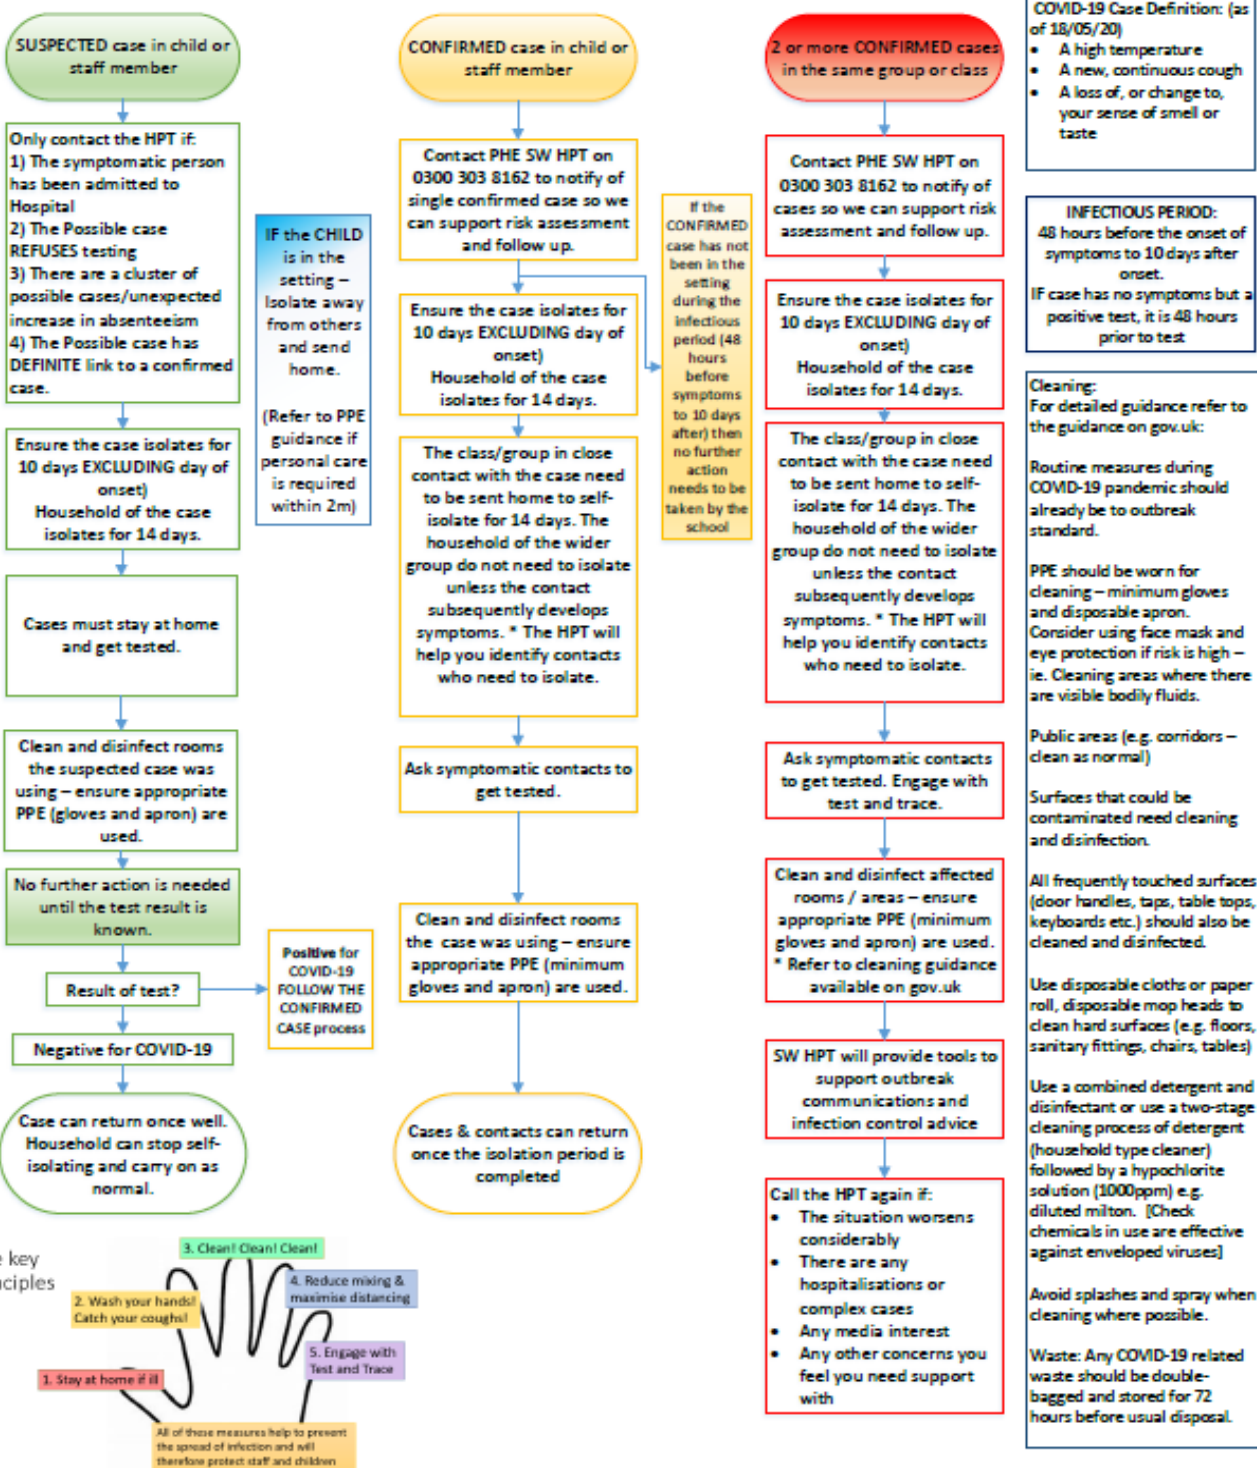 SUSPECTED case in child or
staff member
Only contact the HPT if:
1) The symptomatic person
has been admitted to
Hospital
2) The Possible case
REFUSES testing
3) There are a cluster of
possible cases/unexpected
increase in absenteeism
4) The Possible case has
DEFINITE link to a confirmed
case.
Ensure the case isolates for
10 days EXCLUDING day of
onset)
Household of the case
isolates for 14 days.
Cases must stay at home
and get tested.
Clean and disinfect rooms
the suspected case was
using – ensure appropriate
PPE (gloves and apron) are
used.
No further action is needed
until the test result is
known.
Result of test?
Negative for COVID-19
Case can return once well.
Household can stop self-
isolating and carry on as
normal.
IF the CHILD
is in the
setting –
Isolate away
from others
and send
home.
(Refer to PPE
guidance if
personal care
is required
within 2m)
Positive for
COVID-19
FOLLOW THE
CONFIRMED
CASE process
CONFIRMED case in child or
staff member
Contact PHE SW HPT on
0300 303 8162 to notify of
single confirmed case so we
can support risk assessment
and follow up.
Ensure the case isolates for
10 days EXCLUDING day of
onset)
Household of the case
isolates for 14 days.
The class/group in close
contact with the case need
to be sent home to self-
isolate for 14 days. The
household of the wider
group do not need to isolate
unless the contact
subsequently develops
symptoms. * The HPT will
help you identify contacts
who need to isolate.
Ask symptomatic contacts to
get tested.
Clean and disinfect rooms
the case was using – ensure
appropriate PPE (minimum
gloves and apron) are used.
Cases & contacts can return
once the isolation period is
completed
If the
CONFIRMED
case has not
been in the
setting
during the
infectious
period (48
hours
before
symptoms
to 10 days
after) then
no further
action
needs to be
taken by the
school
2 or more CONFIRMED cases
in the same group or class
Contact PHE SW HPT on
0300 303 8162 to notify of
cases so we can support risk
assessment and follow up.
Ensure the case isolates for
10 days EXCLUDING day of
onset)
Household of the case
isolates for 14 days.
The class/group in close
contact with the case need
to be sent home to self-
isolate for 14 days. The
household of the wider
group do not need to isolate
unless the contact
subsequently develops
symptoms. * The HPT will
help you identify contacts
who need to isolate.
Ask symptomatic contacts
to get tested. Engage with
test and trace.
Clean and disinfect affected
rooms / areas – ensure
appropriate PPE (minimum
gloves and apron) are used.
* Refer to cleaning guidance
available on gov.uk
SW HPT will provide tools to
support outbreak
communications and
infection control advice
Call the HPT again if:
• The situation worsens
considerably
• There are any
hospitalisations or
complex cases
• Any media interest
• Any other concerns you
feel you need support
with
COVID-19 Case Definition: (as
of 18/05/20)
• A high temperature
• A new, continuous cough
• A loss of, or change to,
your sense of smell or
taste
INFECTIOUS PERIOD:
48 hours before the onset of
symptoms to 10 days after
onset.
IF case has no symptoms but a
positive test, it is 48 hours
prior to test
Cleaning:
For detailed guidance refer to
the guidance on gov.uk:
Routine measures during
COVID-19 pandemic should
already be to outbreak
standard.
PPE should be worn for
cleaning – minimum gloves
and disposable apron.
Consider using face mask and
eye protection if risk is high –
ie. Cleaning areas where there
are visible bodily fluids.
Public areas (e.g. corridors –
clean as normal)
Surfaces that could be
contaminated need cleaning
and disinfection.
All frequently touched surfaces
(door handles, taps, table tops,
keyboards etc.) should also be
cleaned and disinfected.
Use disposable cloths or paper
roll, disposable mop heads to
clean hard surfaces (e.g. floors,
sanitary fittings, chairs, tables)
Use a combined detergent and
disinfectant or use a two-stage
cleaning process of detergent
(household type cleaner)
followed by a hypochlorite
solution (1000ppm) e.g.
diluted milton. [Check
chemicals in use are effective
against enveloped viruses]
Avoid splashes and spray when
cleaning where possible.
Waste: Any COVID-19 related
waste should be double-
bagged and stored for 72
hours before usual disposal.
key
1. Stay at home if ill
2. Wash your hands!
Catch your coughs!
3. Clean! Clean! Clean!
4. Reduce mixing &
maximise distancing
5. Engage with
Test and Trace
All of these measures help to prevent
the spread of infection and will
therefore protect staff and children